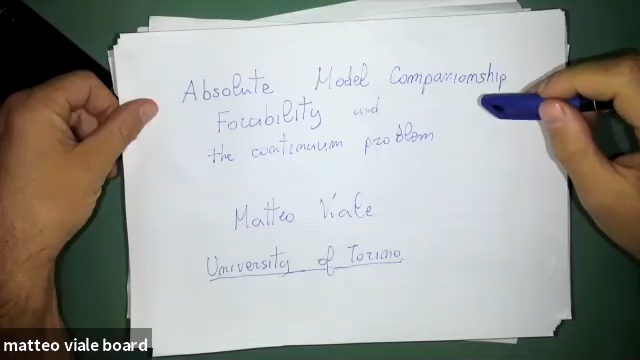 Absolute Model Companionship
Forcibility and
the continuum problem
Matteo Viale
University of Torino
matteo viale board